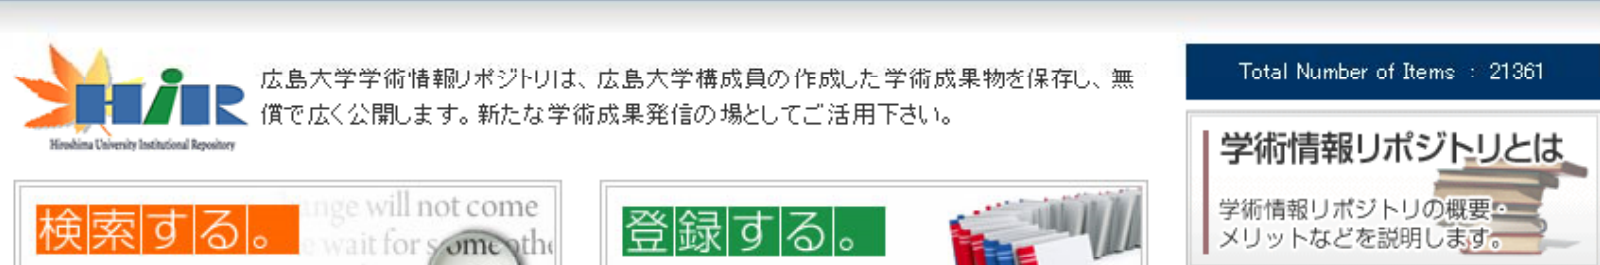 HiR
Hiroshima University Institutional Repository
広島大学学術情報リポジトリは、広島大学構成員の作成した学術成果物を保存し、無
償で広く公開します。新たな学術成果発信の場としてご活用下さい。
Total Number of Items : 21361
学術情報リポジトリとは
学術情報リポジトリの概要・
メリットなどを説明します。
検索する。
will not come
wait for some othe
登録する。